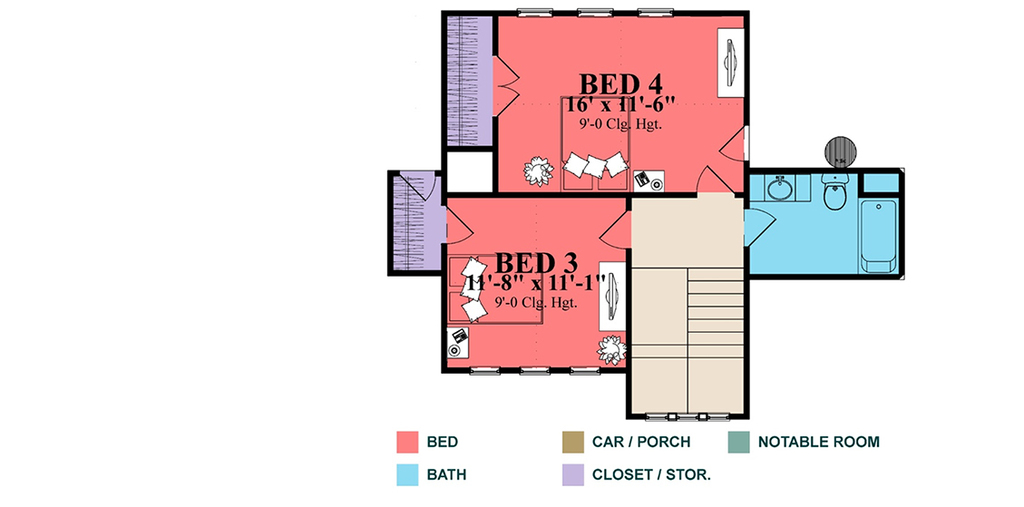 BED 4
16' x 11'-6"
9'-0 Clg. Hgt.
BED 3
11'-8" x 11'-1"
9'-0 Clg. Hgt.
BED
CAR / PORCH
NOTABLE ROOM
BATH
CLOSET / STOR.